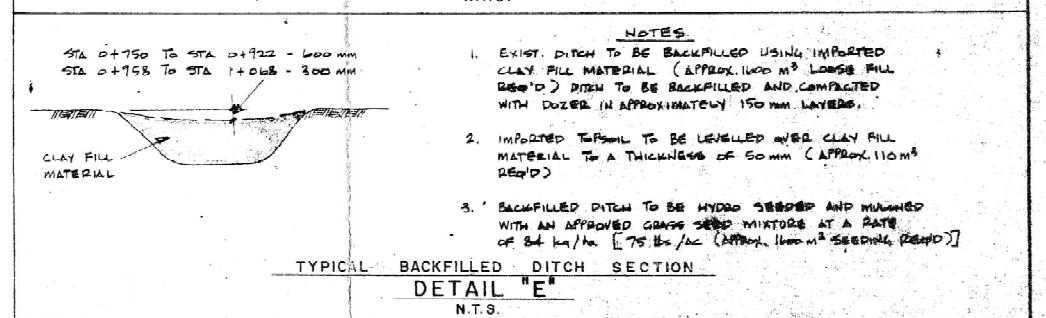 STA 0+750 TO STA 0+922 - 600 mm
STA 0+958 TO STA 1+068 - 300 mm
CLAY FILL
MATERIAL
NOTES
1. EXIST. DITCH TO BE BACKFILLED USING IMPORTED
CLAY FILL MATERIAL (APPROX. 1600 M³ LOOSE FILL
REQ'D) DITCH TO BE BACKFILLED AND COMPACTED
WITH DOZER IN APPROXIMATELY 150 mm LAYERS.
2. IMPORTED TOPSOIL TO BE LEVELLED OVER CLAY FILL
MATERIAL TO A THICKNESS OF 50 mm (APPROX. 110 M³
REQ'D)
3. BACKFILLED DITCH TO BE HYDRO SEEDED AND MULCHED
WITH AN APPROVED GRASS SEED MIXTURE AT A RATE
OF 84 kg/ha [75 lbs/AC (APPROX. 1600 M² SEEDING REQ'D)]
TYPICAL BACKFILLED DITCH SECTION
DETAIL "E"
N.T.S.